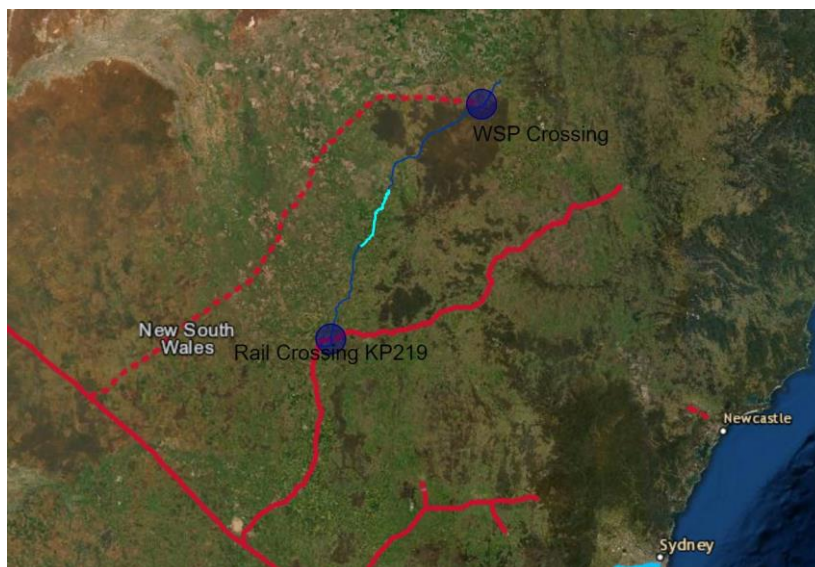 WSP Crossing
New South
Wales
Rail Crossing KP219
Newcastle
Sydney